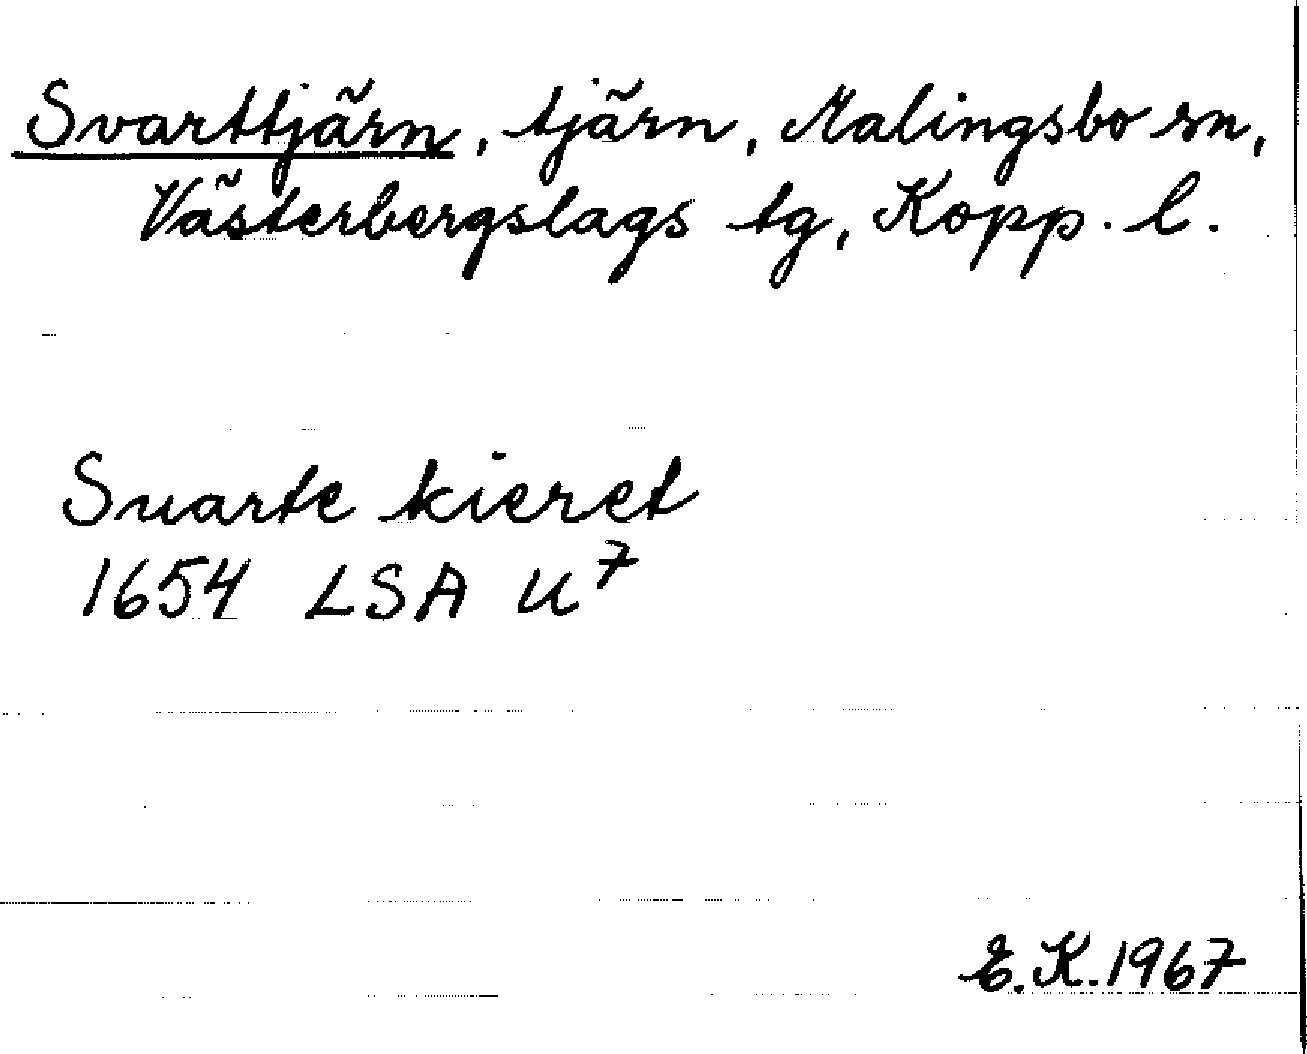 Svarttjärn, tjärn, Malingsbo sn,
Västerbergslags tg, Kopp. l.
Suarte kieret
1654 LSA U⁷
E.K. 1967